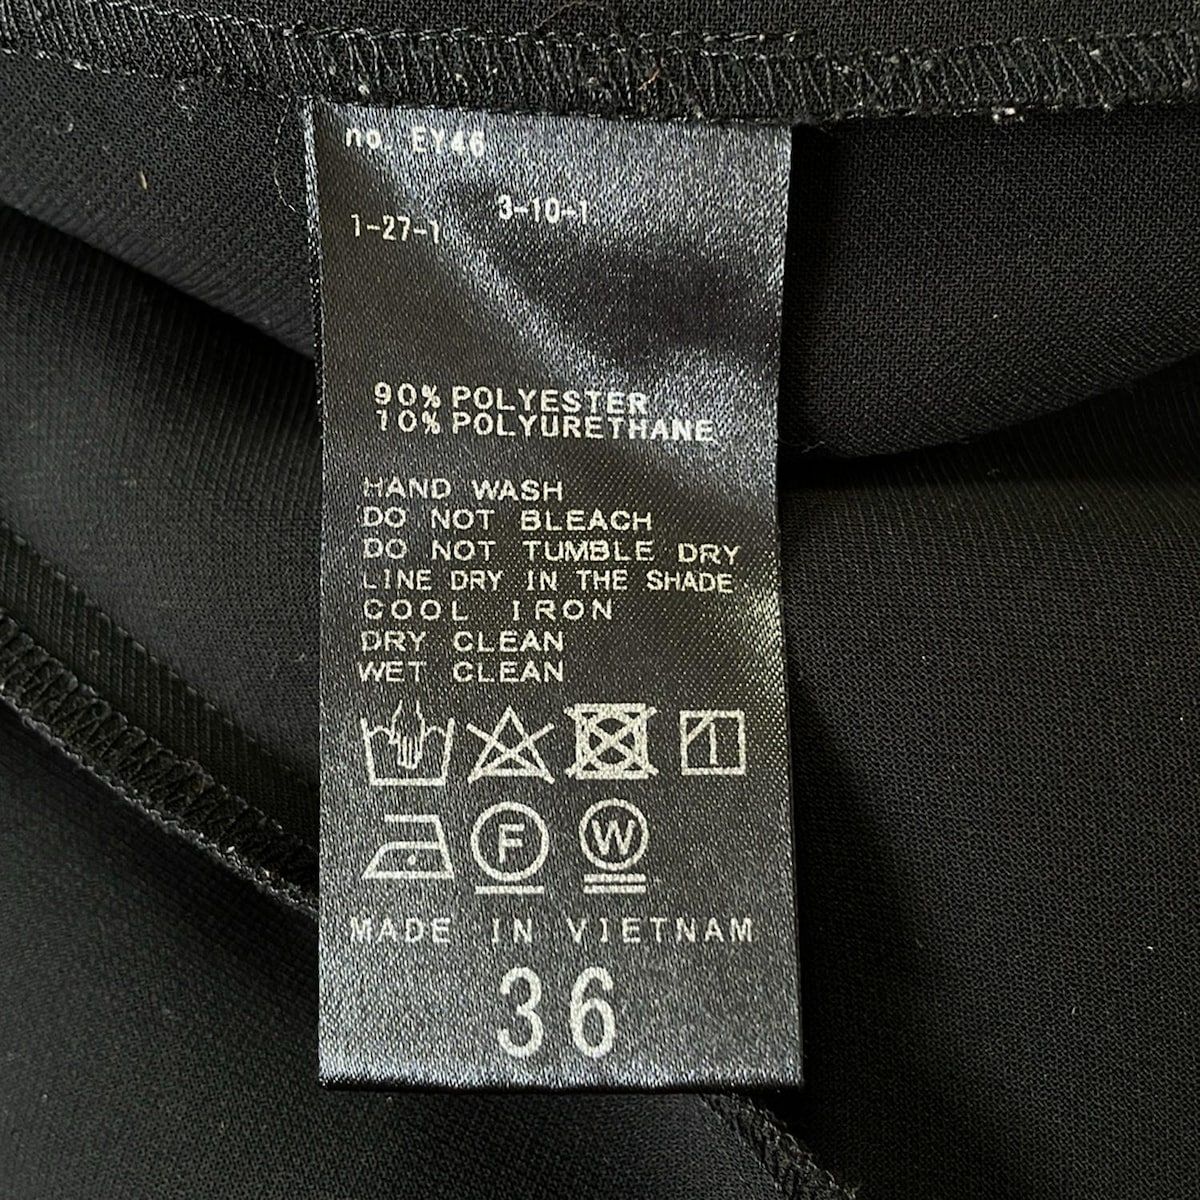 no. EY46
3-10-1
1-27-1
90% POLYESTER
10% POLYURETHANE
HAND WASH
DO NOT BLEACH
DO NOT TUMBLE DRY
LINE DRY IN THE SHADE
COOL IRON
DRY CLEAN
WET CLEAN
F W
MADE IN VIETNAM
36